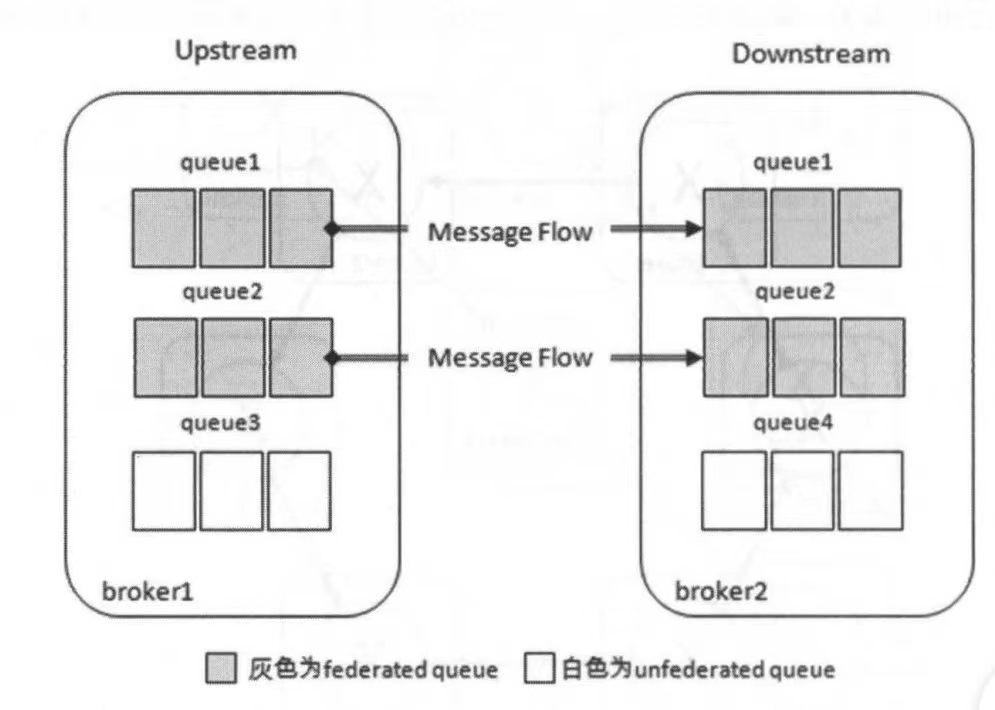 Upstream
Downstream
queue1
queue1
Message Flow
queue2
queue2
Message Flow
queue3
queue4
broker1
broker2
灰色为federated queue
白色为unfederated queue